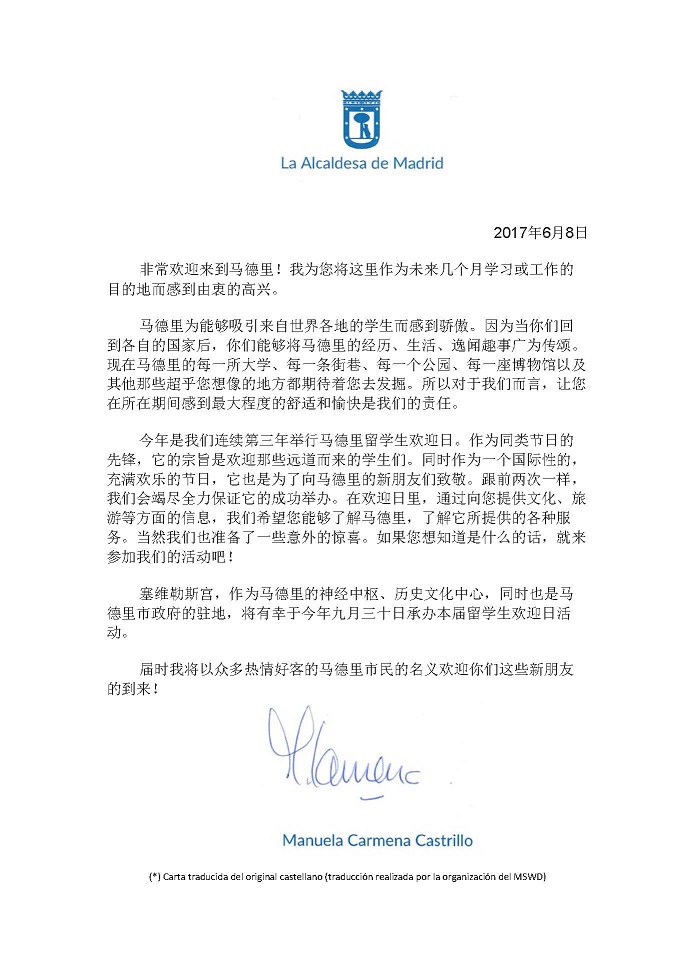 La Alcaldesa de Madrid
2017年6月8日
非常欢迎来到马德里！我为您将这里作为未来几个月学习或工作的
目的地而感到由衷的高兴。
马德里为能够吸引来自世界各地的学生而感到骄傲。因为当你们回
到各自的国家后，你们能够将马德里的经历、生活、逸闻趣事广为传颂。
现在马德里的每一所大学、每一条街巷、每一个公园、每一座博物馆以及
其他那些超乎您想像的地方都期待着您去发掘。所以对于我们而言，让您
在所在期间感到最大程度的舒适和愉快是我们的责任。
今年是我们连续第三年举行马德里留学生欢迎日。作为同类节日的
先锋，它的宗旨是欢迎那些远道而来的学生们。同时作为一个国际性的，
充满欢乐的节日，它也是为了向马德里的新朋友们致敬。跟前两次一样，
我们会竭尽全力保证它的成功举办。在欢迎日里，通过向您提供文化、旅
游等方面的信息，我们希望您能够了解马德里，了解它所提供的各种服
务。当然我们也准备了一些意外的惊喜。如果您想知道是什么的话，就来
参加我们的活动吧！
塞维勒斯宫，作为马德里的神经中枢、历史文化中心，同时也是马
德里市政府的驻地，将有幸于今年九月三十日承办本届留学生欢迎日活
动。
届时我将以众多热情好客的马德里市民的名义欢迎你们这些新朋友
的到来！
Manuela Carmena Castrillo
(*) Carta traducida del original castellano (traducción realizada por la organización del MSWD)